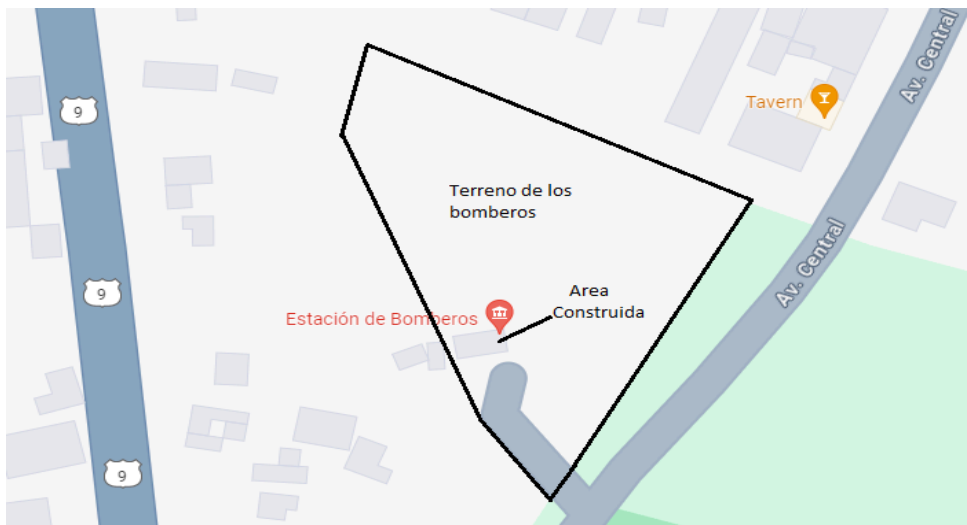 Av. Central
9
Tavern
Terreno de los
bomberos
Av. Central
9
Area
Construida
Estación de Bomberos
9